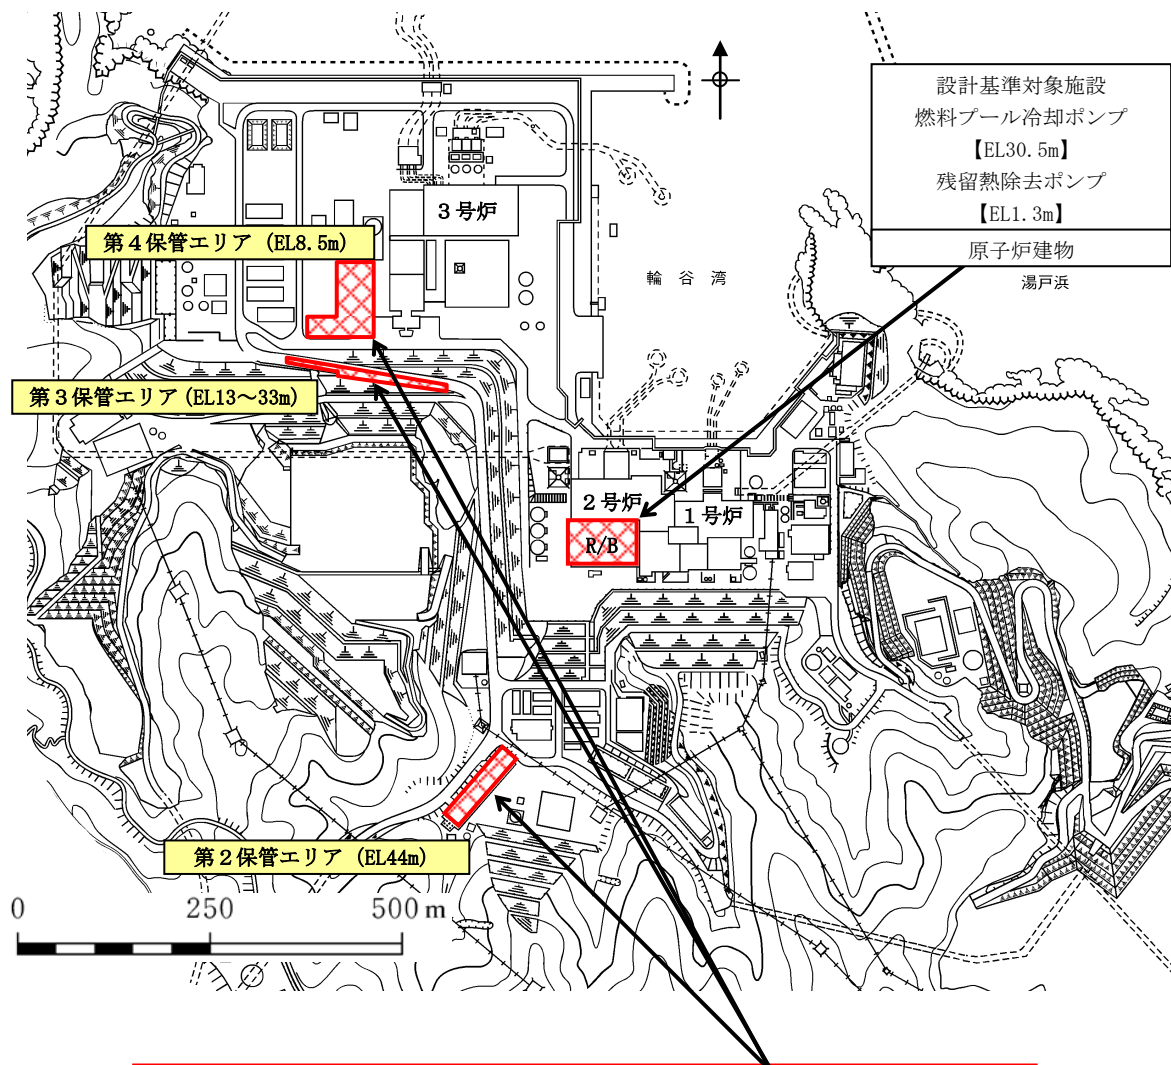 設計基準対象施設
燃料プール冷却ポンプ
【EL30.5m】
残留熱除去ポンプ
【EL1.3m】
原子炉建物
３号炉
第４保管エリア（EL8.5m）
輪谷湾
湯戸浜
第３保管エリア(EL13～33m)
２号炉
１号炉
R/B
第２保管エリア（EL44m）
0 250 500m